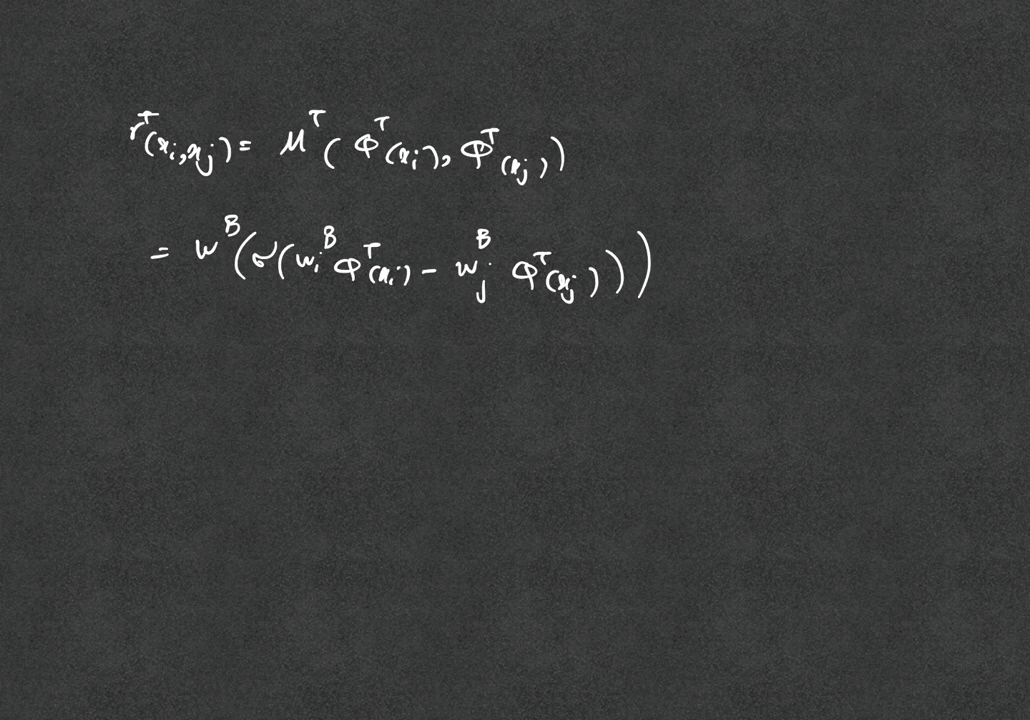 r^T(x_i, x_j) = μ^T(φ^T(x_i), φ^T(x_j))
= w^B(σ(w_i^B φ^T(x_i) - w_j^B φ^T(x_j)))